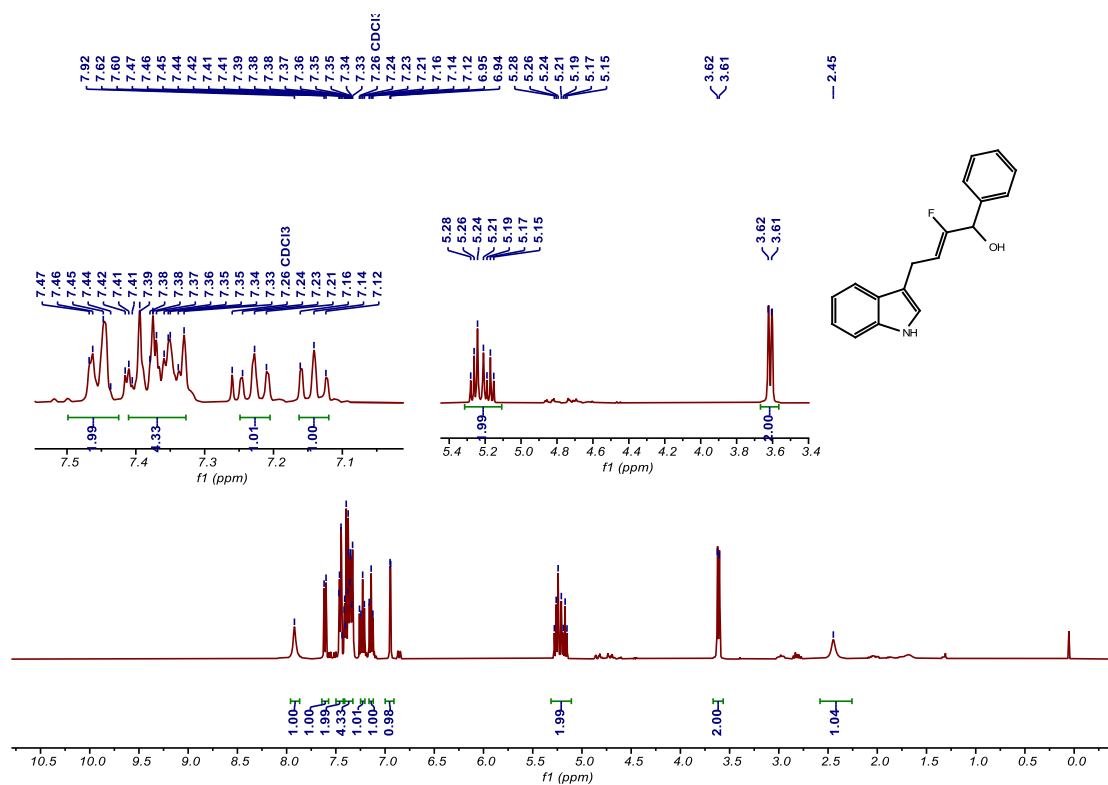 7.92 7.62 7.60 7.47 7.46 7.45 7.44 7.42 7.41 7.41 7.39 7.38 7.38 7.37 7.36 7.35 7.35 7.34 7.33 7.26 CDCl3 7.24 7.23 7.21 7.16 7.14 7.12 6.95 6.94 5.28 5.26 5.24 5.21 5.19 5.17 5.15 3.62 3.61 2.45
7.47 7.46 7.45 7.44 7.42 7.41 7.41 7.39 7.38 7.38 7.37 7.36 7.35 7.35 7.34 7.33 7.26 CDCl3 7.24 7.23 7.21 7.16 7.14 7.12
5.28 5.26 5.24 5.21 5.19 5.17 5.15
3.62 3.61
F
OH
NH
1.99 4.33 1.01 1.00
7.5 7.4 7.3 7.2 7.1
f1 (ppm)
1.99 2.00
5.4 5.2 5.0 4.8 4.6 4.4 4.2 4.0 3.8 3.6 3.4
f1 (ppm)
1.00 1.00 1.99 4.33 1.01 1.00 0.98 1.99 2.00 1.04
10.5 10.0 9.5 9.0 8.5 8.0 7.5 7.0 6.5 6.0 5.5 5.0 4.5 4.0 3.5 3.0 2.5 2.0 1.5 1.0 0.5 0.0
f1 (ppm)